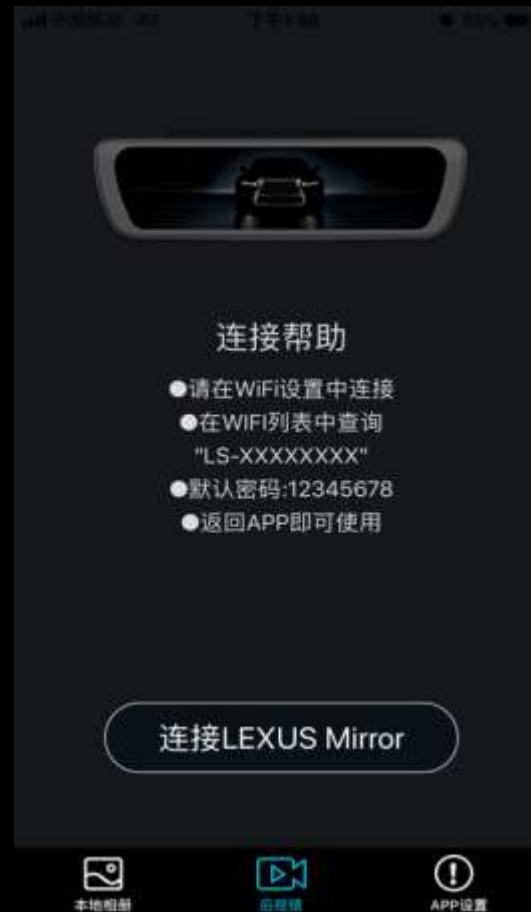 连接帮助
●请在WiFi设置中连接
●在WIFI列表中查询
"LS-XXXXXXXX"
●默认密码:12345678
●返回APP即可使用
连接LEXUS Mirror
本地相册
后视镜
APP设置